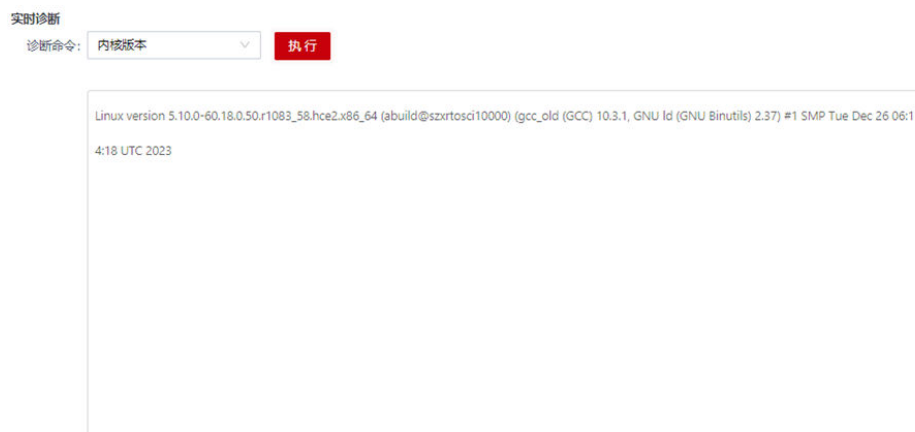 实时诊断
诊断命令: 内核版本 执行
Linux version 5.10.0-60.18.0.50.r1083_58.hce2.x86_64 (abuild@szxrtosci10000) (gcc_old (GCC) 10.3.1, GNU ld (GNU Binutils) 2.37) #1 SMP Tue Dec 26 06:1
4:18 UTC 2023